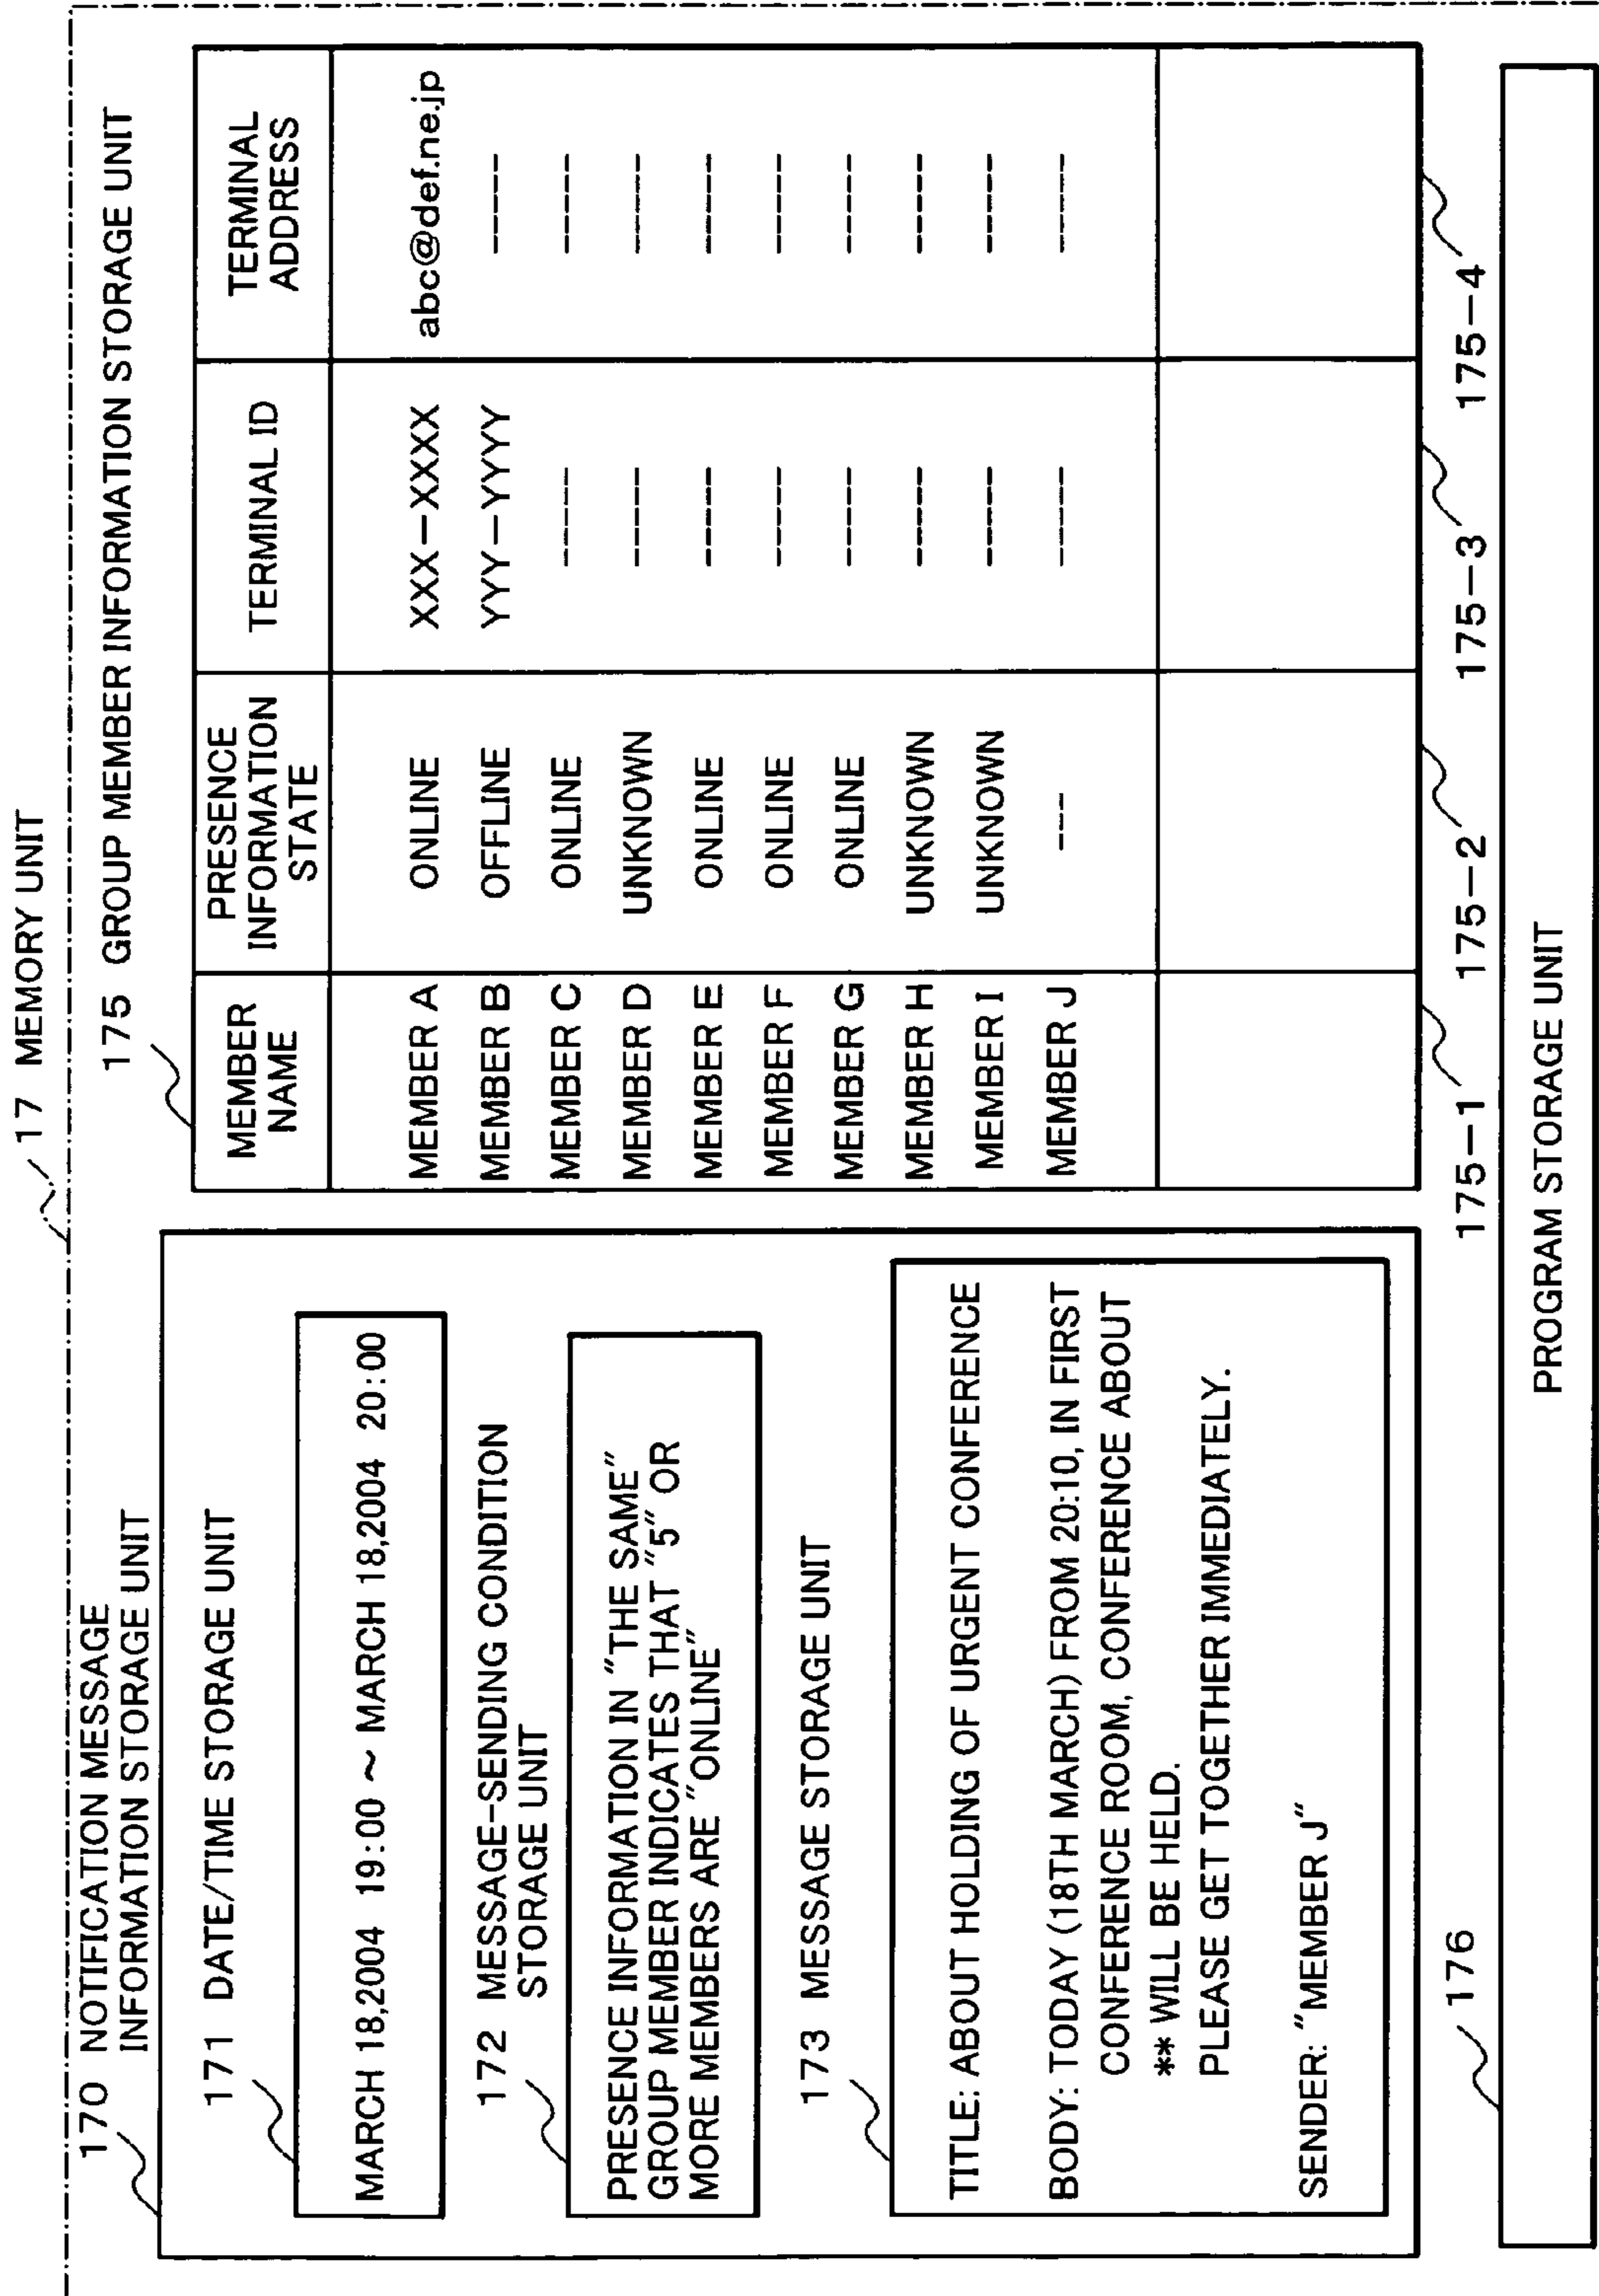 17 MEMORY UNIT
170 NOTIFICATION MESSAGE
INFORMATION STORAGE UNIT
171 DATE/TIME STORAGE UNIT
MARCH 18,2004 19:00 ~ MARCH 18,2004 20:00
172 MESSAGE-SENDING CONDITION
STORAGE UNIT
PRESENCE INFORMATION IN "THE SAME"
GROUP MEMBER INDICATES THAT "5" OR
MORE MEMBERS ARE "ONLINE"
173 MESSAGE STORAGE UNIT
TITLE: ABOUT HOLDING OF URGENT CONFERENCE
BODY: TODAY (18TH MARCH) FROM 20:10, IN FIRST
CONFERENCE ROOM, CONFERENCE ABOUT
** WILL BE HELD.
PLEASE GET TOGETHER IMMEDIATELY.
SENDER: "MEMBER J"
175 GROUP MEMBER INFORMATION STORAGE UNIT
MEMBER NAME PRESENCE INFORMATION STATE TERMINAL ID TERMINAL ADDRESS
MEMBER A ONLINE XXX-XXXX abc@def.ne.jp
MEMBER B OFFLINE YYY-YYYY -----
MEMBER C ONLINE ----- -----
MEMBER D UNKNOWN ----- -----
MEMBER E ONLINE ----- -----
MEMBER F ONLINE ----- -----
MEMBER G ONLINE ----- -----
MEMBER H UNKNOWN ----- -----
MEMBER I UNKNOWN ----- -----
MEMBER J --- ----- -----
175-1 175-2 175-3 175-4
176
PROGRAM STORAGE UNIT